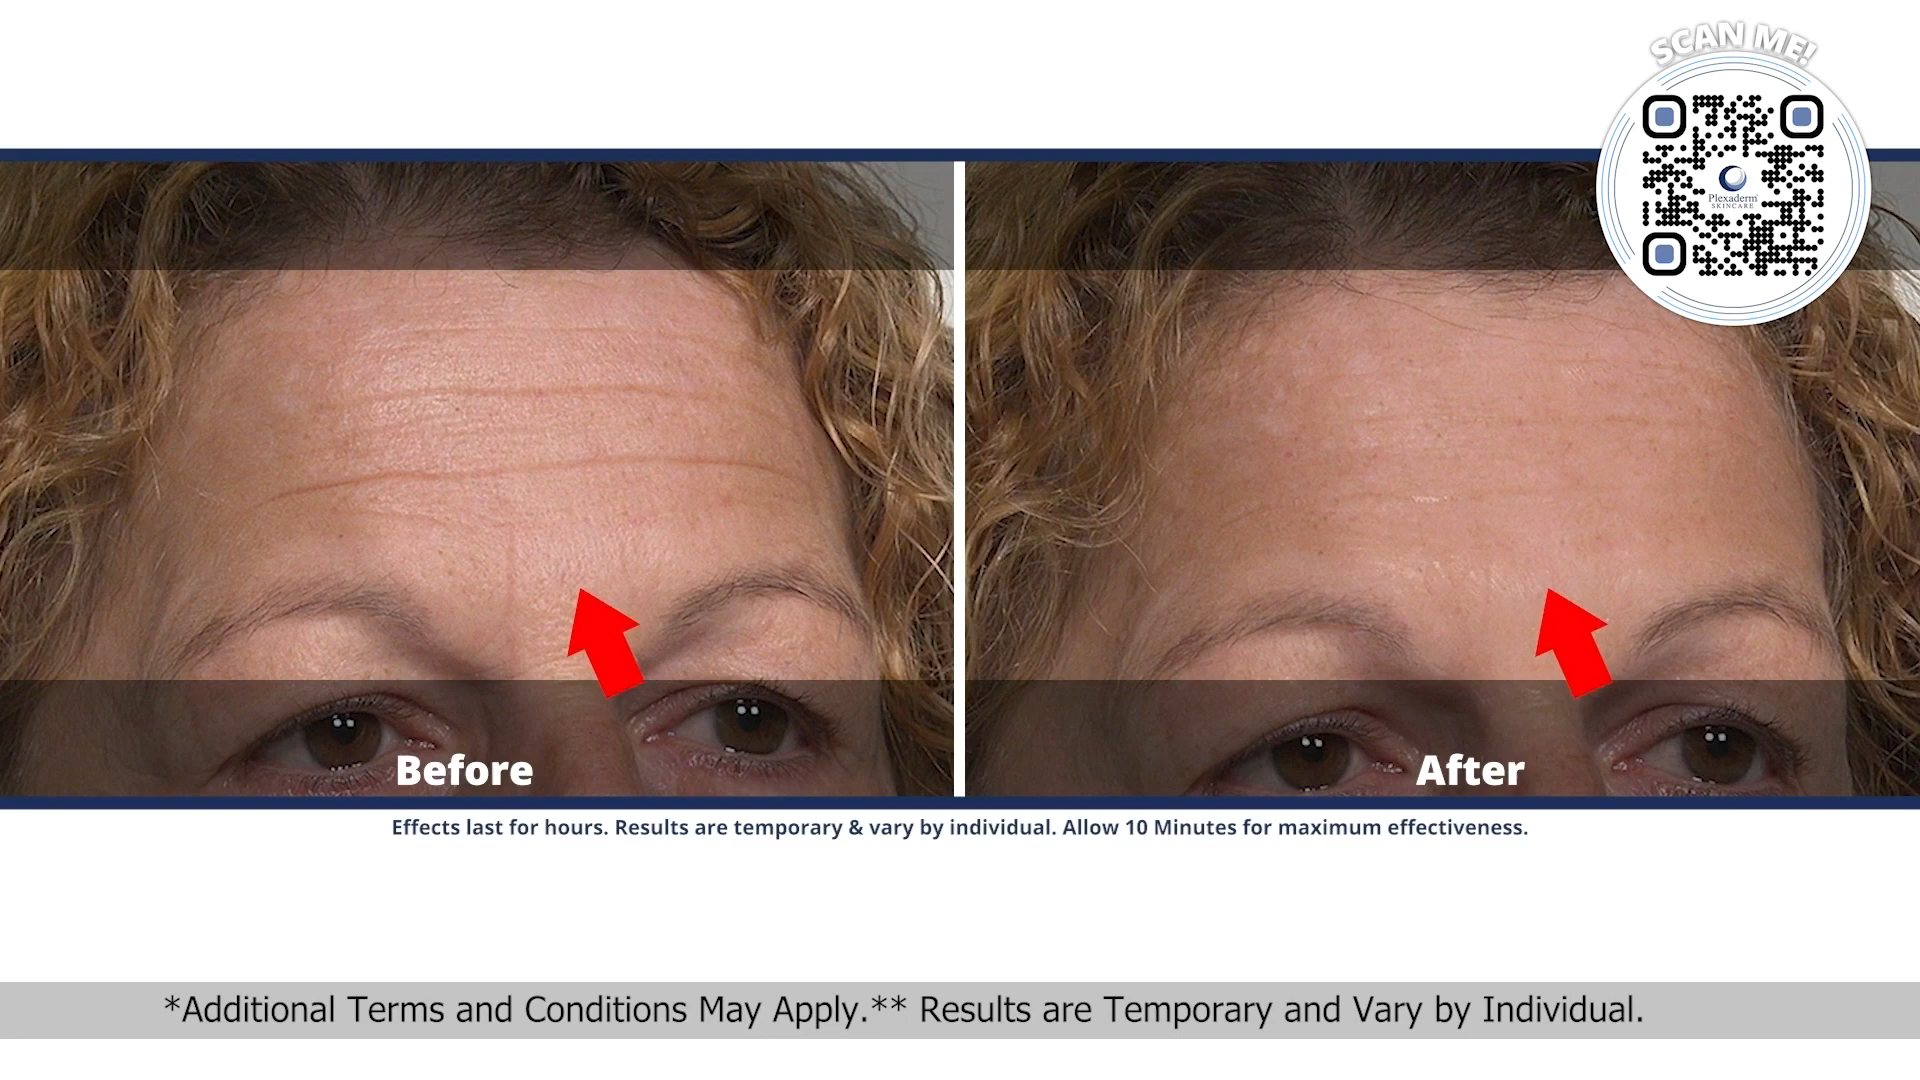 SCAN ME!
Plexaderm
SKINCARE
Before
After
Effects last for hours. Results are temporary & vary by individual. Allow 10 Minutes for maximum effectiveness.
*Additional Terms and Conditions May Apply.** Results are Temporary and Vary by Individual.